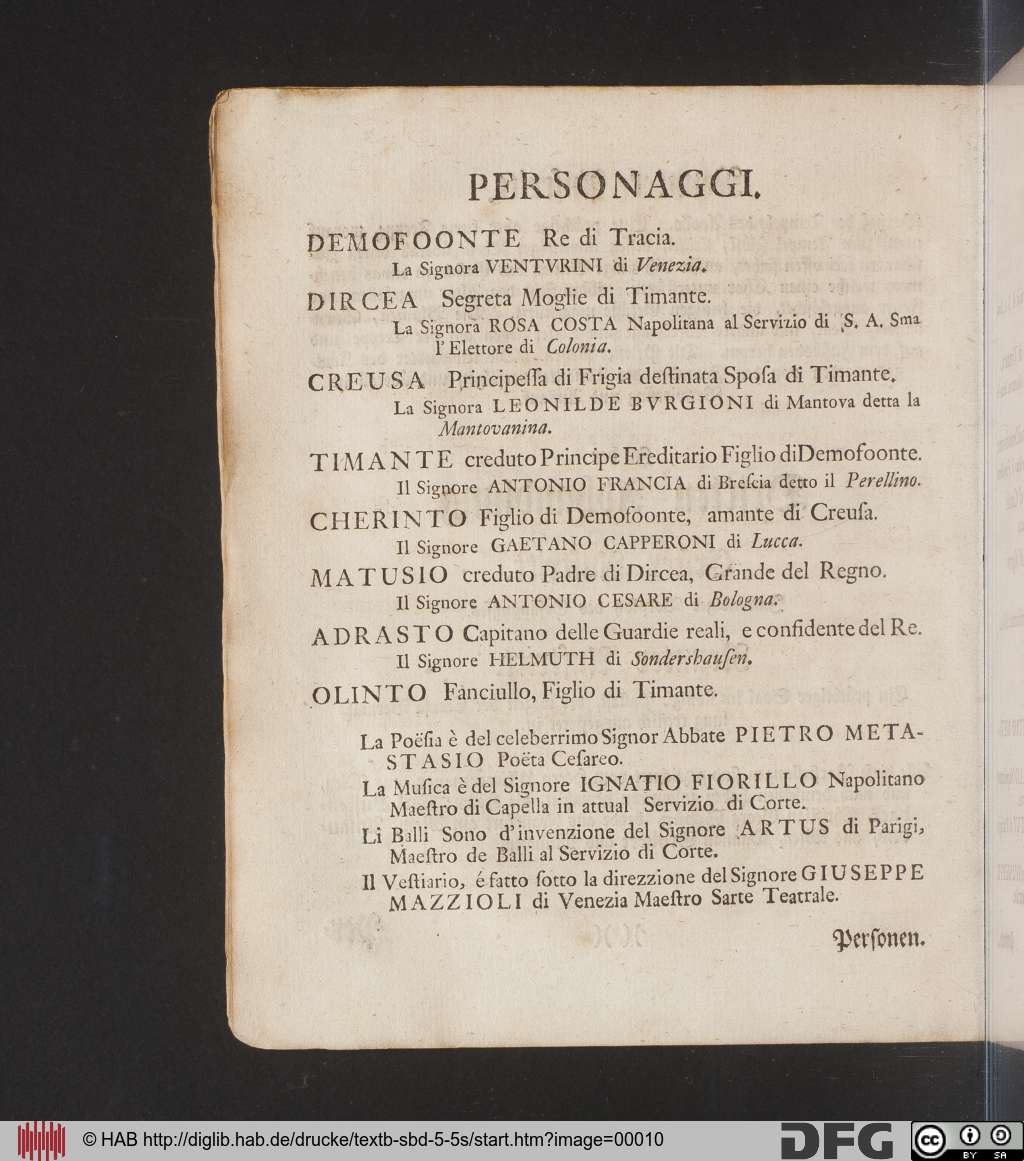 PERSONAGGI.
DEMOFOONTE Re di Tracia.
La Signora VENTVRINI di Venezia.
DIRCEA Segreta Moglie di Timante.
La Signora ROSA COSTA Napolitana al Servizio di S. A. Sma
l'Elettore di Colonia.
CREUSA Principeſſa di Frigia deſtinata Spoſa di Timante.
La Signora LEONILDE BVRGIONI di Mantova detta la
Mantovanina.
TIMANTE creduto Principe Ereditario Figlio di Demofoonte.
Il Signore ANTONIO FRANCIA di Breſcia detto il Perellino.
CHERINTO Figlio di Demofoonte, amante di Creuſa.
Il Signore GAETANO CAPPERONI di Lucca.
MATUSIO creduto Padre di Dircea, Grande del Regno.
Il Signore ANTONIO CESARE di Bologna.
ADRASTO Capitano delle Guardie reali, e confidente del Re.
Il Signore HELMUTH di Sondershauſen.
OLINTO Fanciullo, Figlio di Timante.
La Poëſia è del celeberrimo Signor Abbate PIETRO META-
STASIO Poëta Ceſareo.
La Muſica è del Signore IGNATIO FIORILLO Napolitano
Maeſtro di Capella in attual Servizio di Corte.
Li Balli Sono d'invenzione del Signore ARTUS di Parigi,
Maeſtro de Balli al Servizio di Corte.
Il Veſtiario, é fatto ſotto la direzzione del Signore GIUSEPPE
MAZZIOLI di Venezia Maeſtro Sarte Teatrale.
Perſonen.
© HAB http://diglib.hab.de/drucke/textb-sbd-5-5s/start.htm?image=00010
DFG
cc BY SA